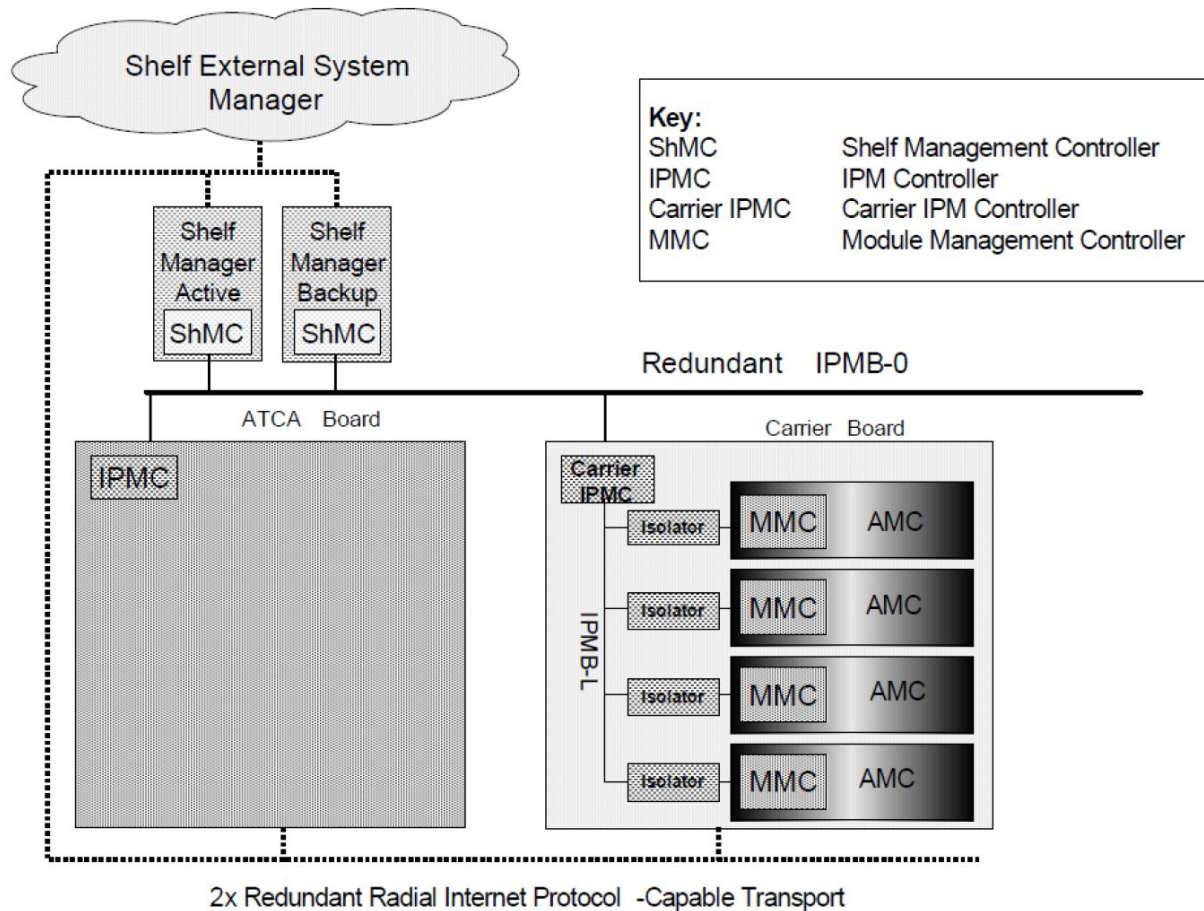 Shelf External System
Manager
Key:
ShMC Shelf Management Controller
IPMC IPM Controller
Carrier IPMC Carrier IPM Controller
MMC Module Management Controller
Shelf
Manager
Active
ShMC
Shelf
Manager
Backup
ShMC
Redundant IPMB-0
ATCA Board
IPMC
Carrier Board
Carrier
IPMC
IPMB-L
Isolator
MMC AMC
Isolator
MMC AMC
Isolator
MMC AMC
Isolator
MMC AMC
2x Redundant Radial Internet Protocol -Capable Transport